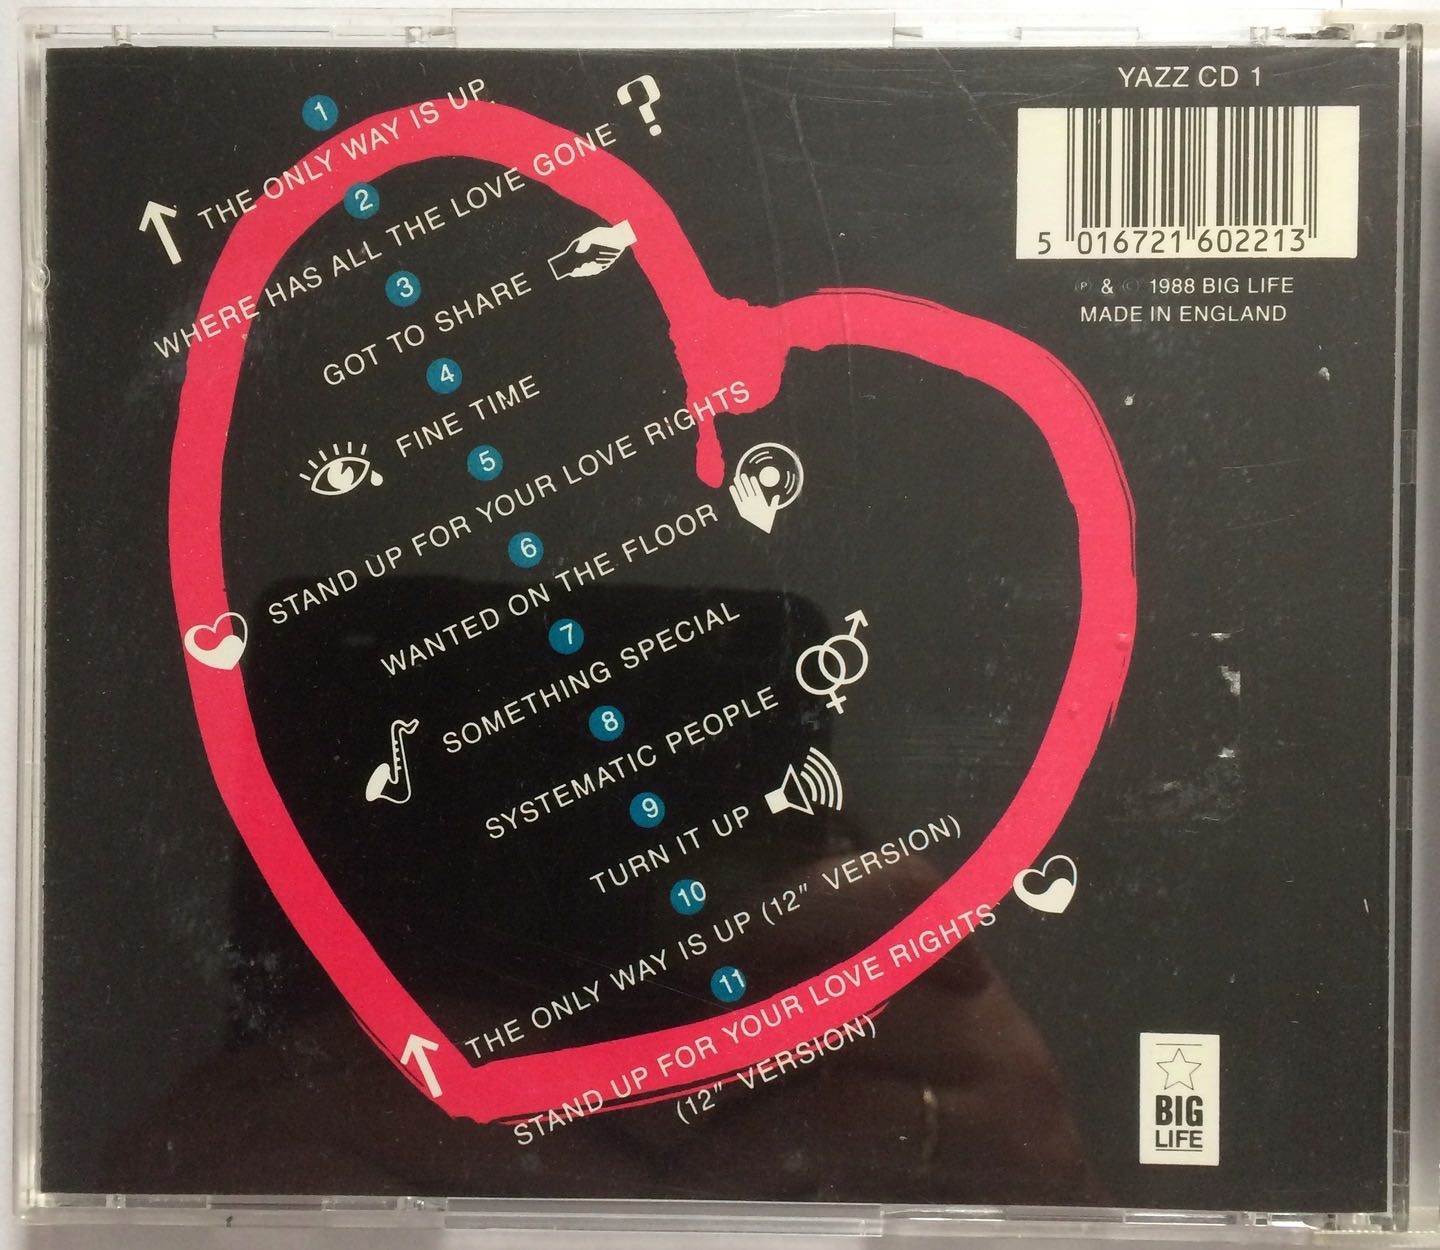 YAZZ CD 1
5 016721 602213
℗ & © 1988 BIG LIFE
MADE IN ENGLAND
1
THE ONLY WAY IS UP
2
WHERE HAS ALL THE LOVE GONE ?
3
GOT TO SHARE
4
FINE TIME
5
STAND UP FOR YOUR LOVE RIGHTS
6
WANTED ON THE FLOOR
7
SOMETHING SPECIAL
8
SYSTEMATIC PEOPLE
9
TURN IT UP
10
THE ONLY WAY IS UP (12" VERSION)
11
STAND UP FOR YOUR LOVE RIGHTS
(12" VERSION)
BIG
LIFE